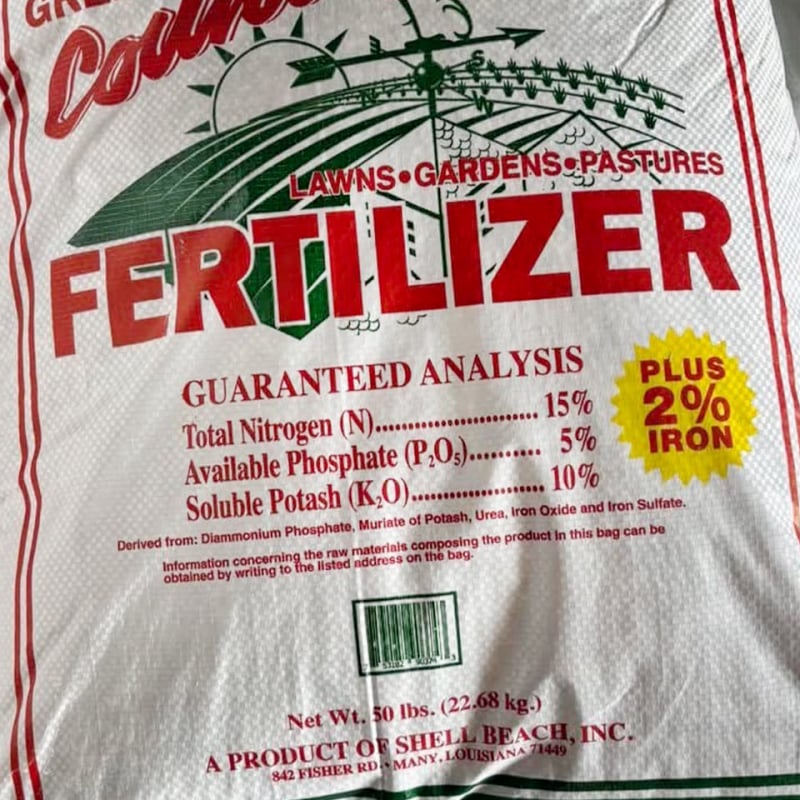 LAWNS•GARDENS•PASTURES
FERTILIZER
GUARANTEED ANALYSIS
Total Nitrogen (N)........................... 15%
Available Phosphate (P₂O₅).......... 5%
Soluble Potash (K₂O)..................... 10%
PLUS
2%
IRON
Derived from: Diammonium Phosphate, Muriate of Potash, Urea, Iron Oxide and Iron Sulfate.
Information concerning the raw materials composing the product in this bag can be
obtained by writing to the listed address on the bag.
Net Wt. 50 lbs. (22.68 kg.)
A PRODUCT OF SHELL BEACH, INC.
842 FISHER RD. • MANY, LOUISIANA 71449